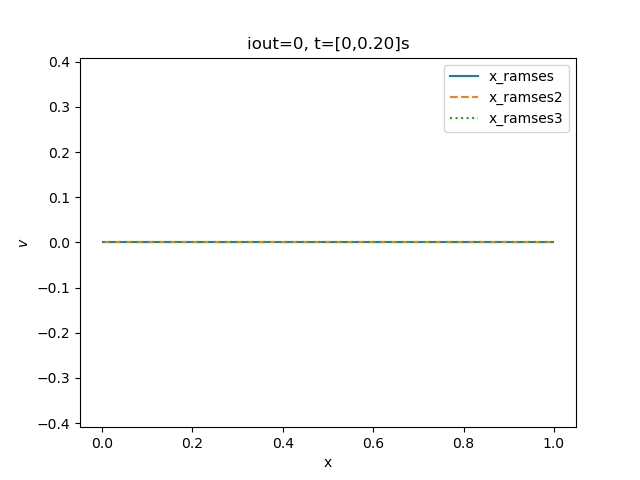 iout=0, t=[0,0.20]s
x_ramses
x_ramses2
x_ramses3
0.4
0.3
0.2
0.1
0.0
−0.1
−0.2
−0.3
−0.4
v
0.0 0.2 0.4 0.6 0.8 1.0
x